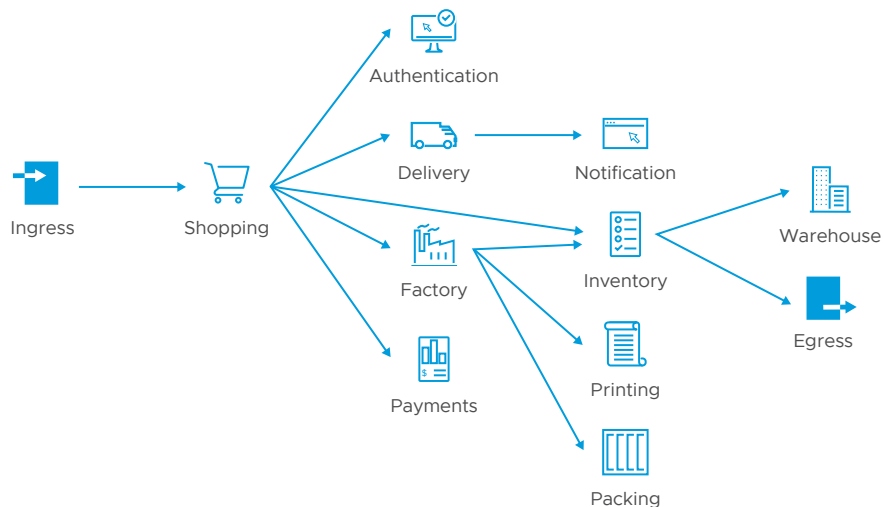 Authentication
Delivery
Notification
Ingress
Shopping
Warehouse
Factory
Inventory
$
Egress
Payments
Printing
Packing